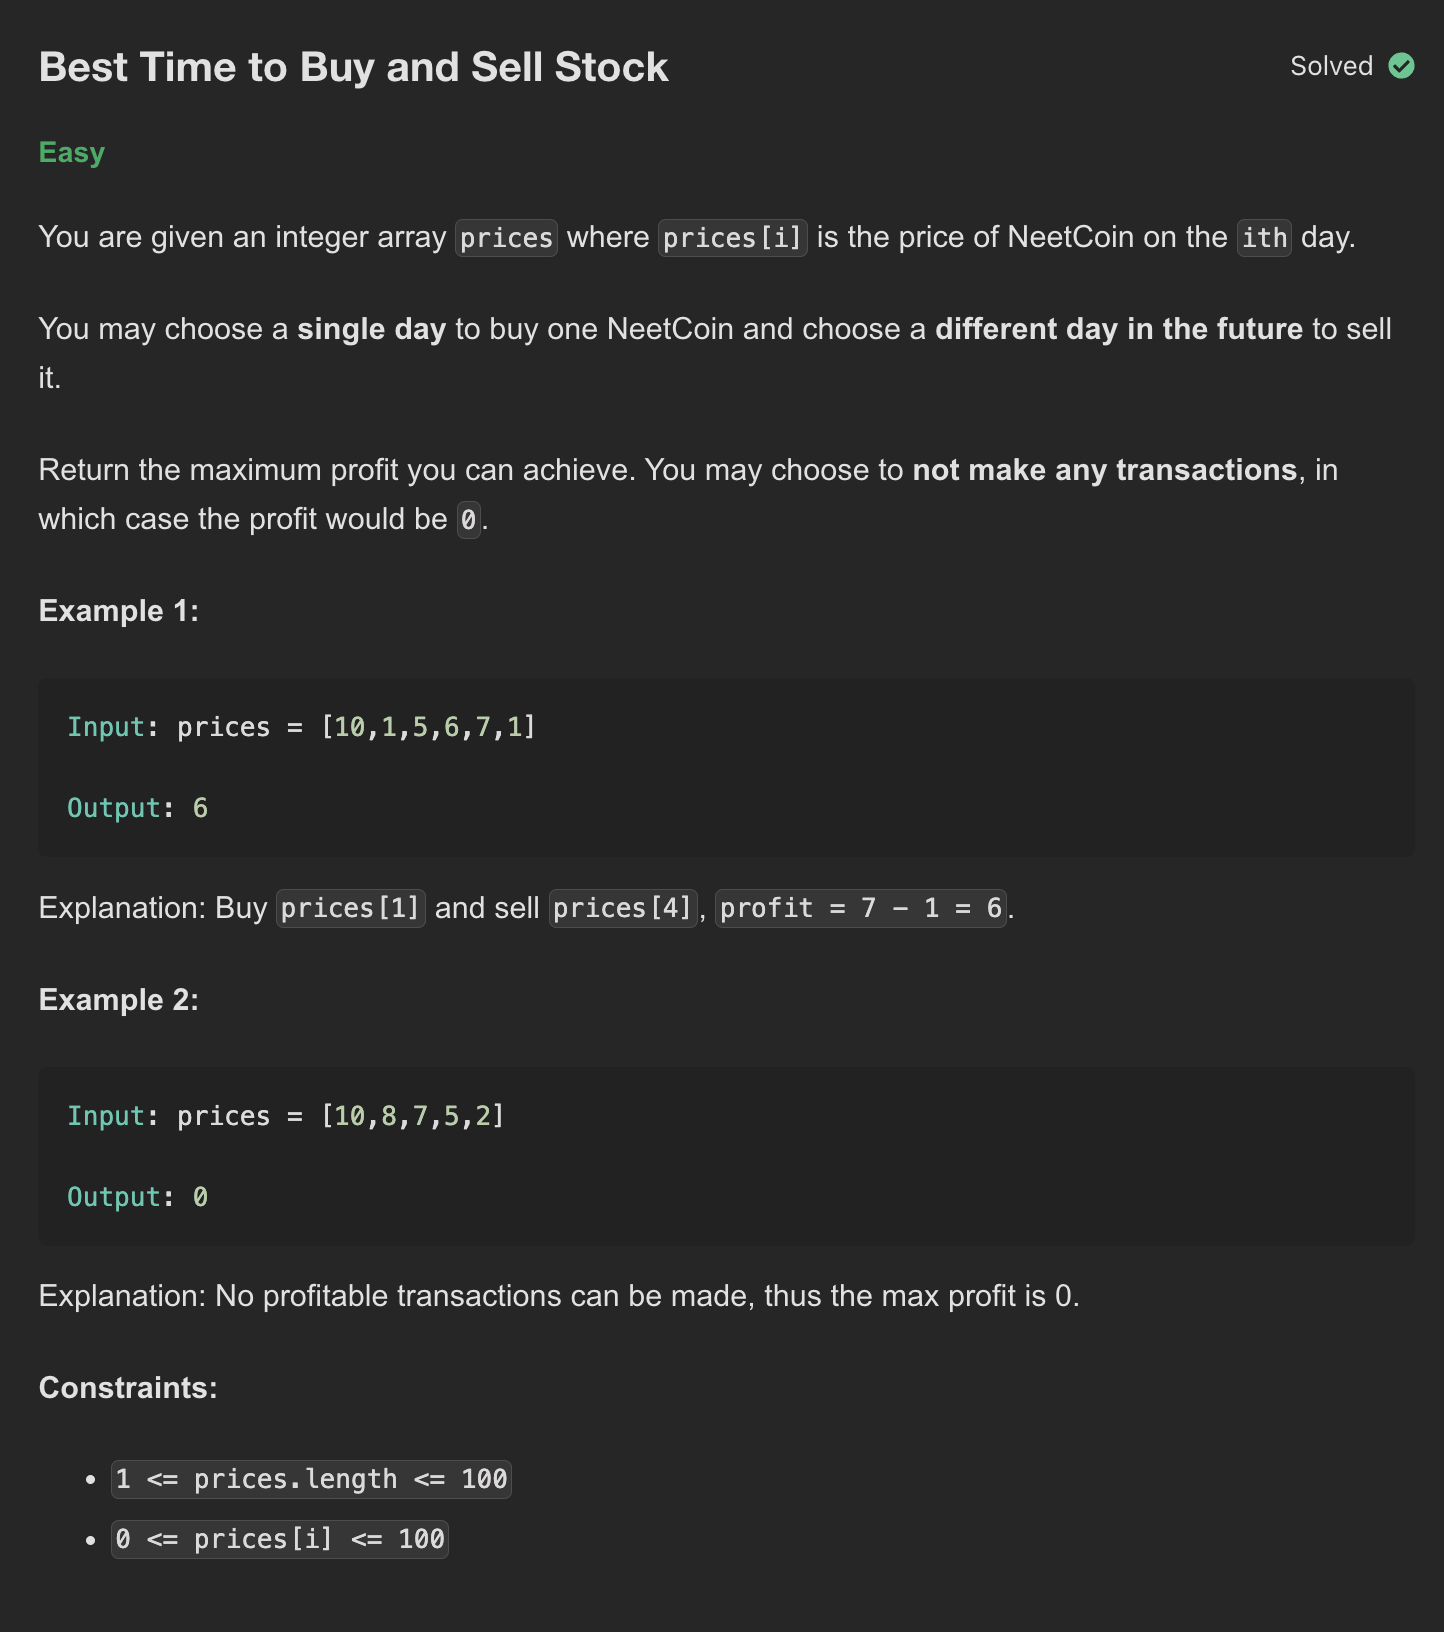 Best Time to Buy and Sell Stock
Solved
Easy
You are given an integer array prices where prices[i] is the price of NeetCoin on the ith day.
You may choose a single day to buy one NeetCoin and choose a different day in the future to sell
it.
Return the maximum profit you can achieve. You may choose to not make any transactions, in
which case the profit would be 0.
Example 1:
Input: prices = [10,1,5,6,7,1]
Output: 6
Explanation: Buy prices[1] and sell prices[4], profit = 7 - 1 = 6.
Example 2:
Input: prices = [10,8,7,5,2]
Output: 0
Explanation: No profitable transactions can be made, thus the max profit is 0.
Constraints:
• 1 <= prices.length <= 100
• 0 <= prices[i] <= 100